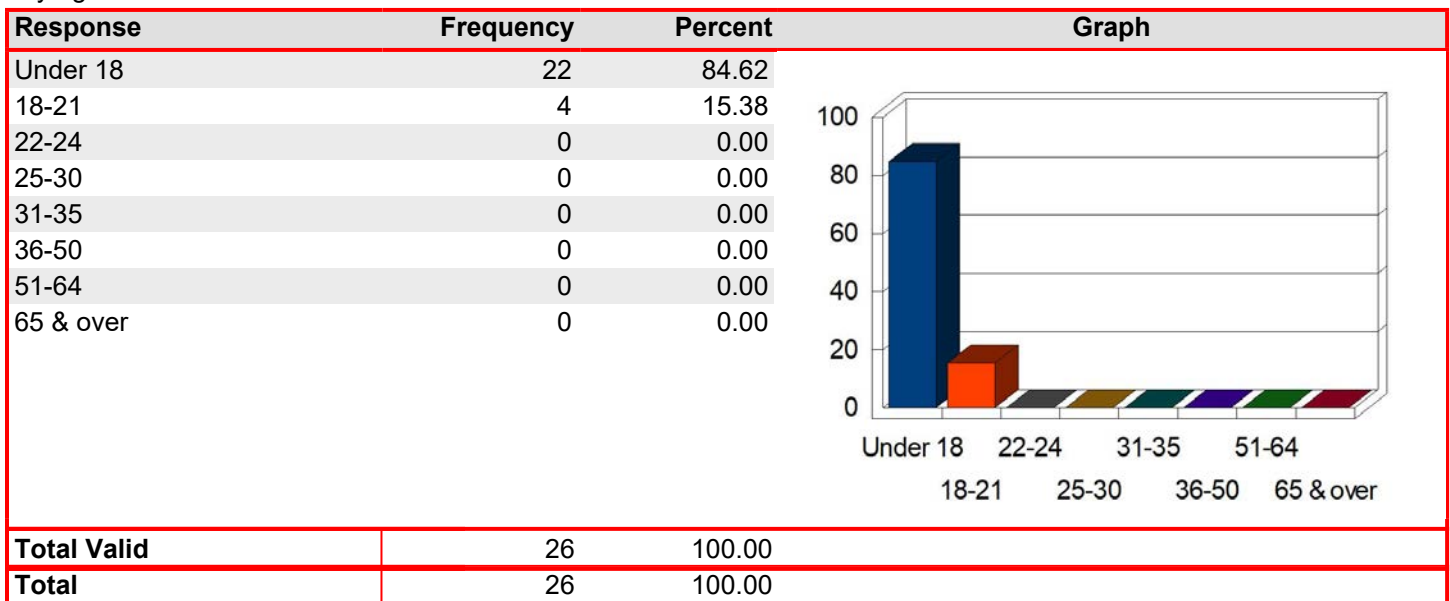 Response Frequency Percent Graph
Under 18 22 84.62
18-21 4 15.38
22-24 0 0.00
25-30 0 0.00
31-35 0 0.00
36-50 0 0.00
51-64 0 0.00
65 & over 0 0.00
100
80
60
40
20
0
Under 18 22-24 31-35 51-64
18-21 25-30 36-50 65 & over
Total Valid 26 100.00
Total 26 100.00